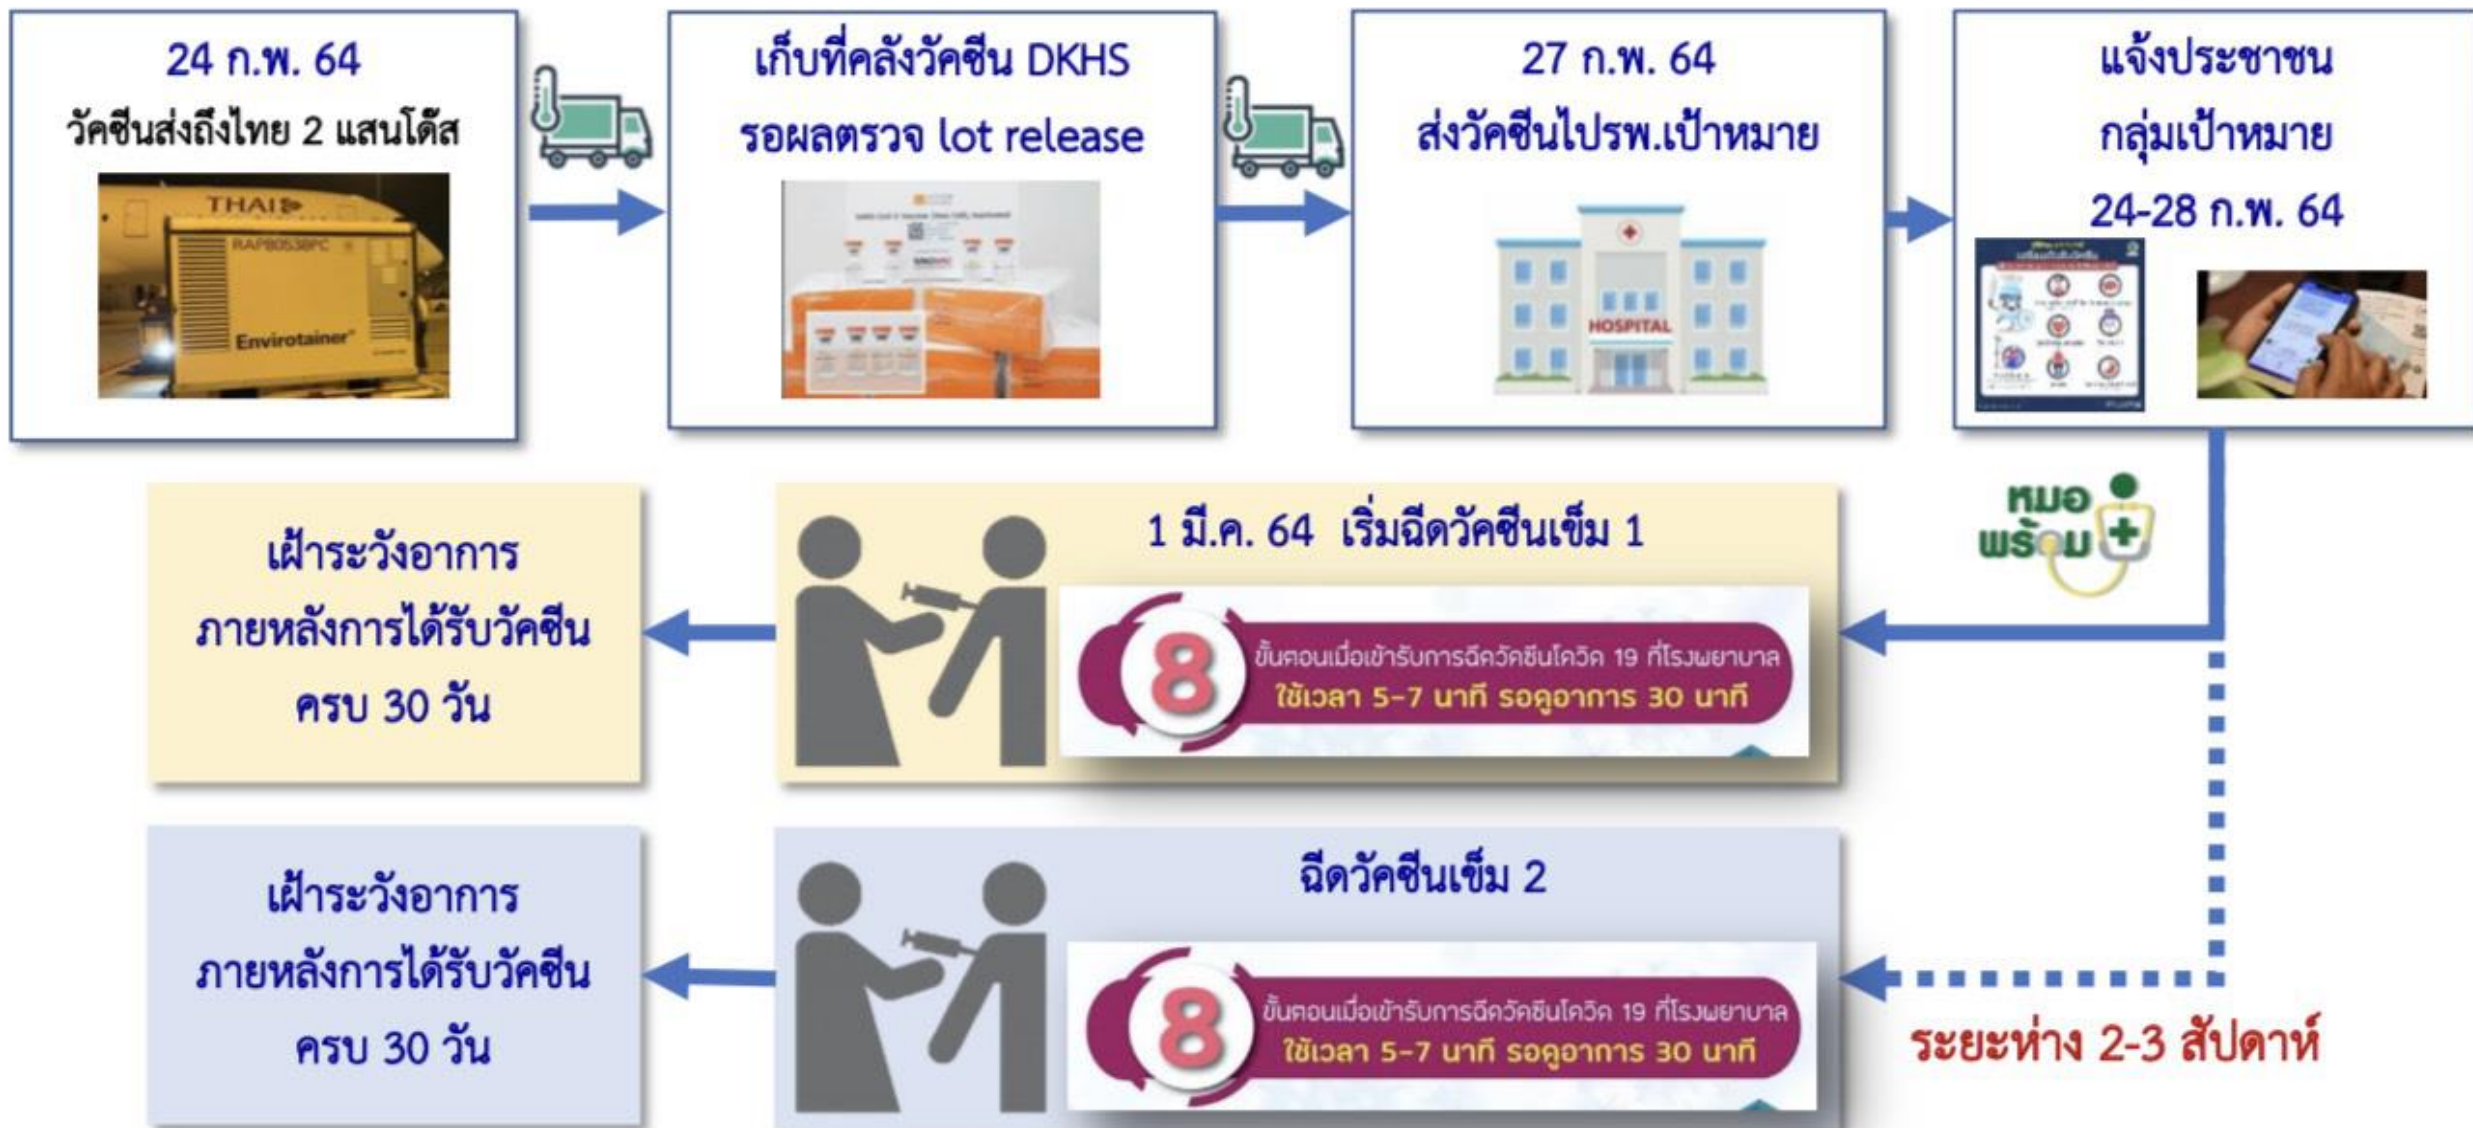 24 ก.พ. 64
วัคซีนส่งถึงไทย 2 แสนโด๊ส
THAI
RAP80538PC
Envirotainer
เก็บที่คลังวัคซีน DKHS
รอผลตรวจ lot release
27 ก.พ. 64
ส่งวัคซีนไปรพ.เป้าหมาย
HOSPITAL
แจ้งประชาชน
กลุ่มเป้าหมาย
24-28 ก.พ. 64
หมอ
พร้อม
1 มี.ค. 64 เริ่มฉีดวัคซีนเข็ม 1
8
ขั้นตอนเมื่อเข้ารับการฉีดวัคซีนโควิด 19 ที่โรงพยาบาล
ใช้เวลา 5-7 นาที รอดูอาการ 30 นาที
เฝ้าระวังอาการ
ภายหลังการได้รับวัคซีน
ครบ 30 วัน
ฉีดวัคซีนเข็ม 2
8
ขั้นตอนเมื่อเข้ารับการฉีดวัคซีนโควิด 19 ที่โรงพยาบาล
ใช้เวลา 5-7 นาที รอดูอาการ 30 นาที
ระยะห่าง 2-3 สัปดาห์
เฝ้าระวังอาการ
ภายหลังการได้รับวัคซีน
ครบ 30 วัน